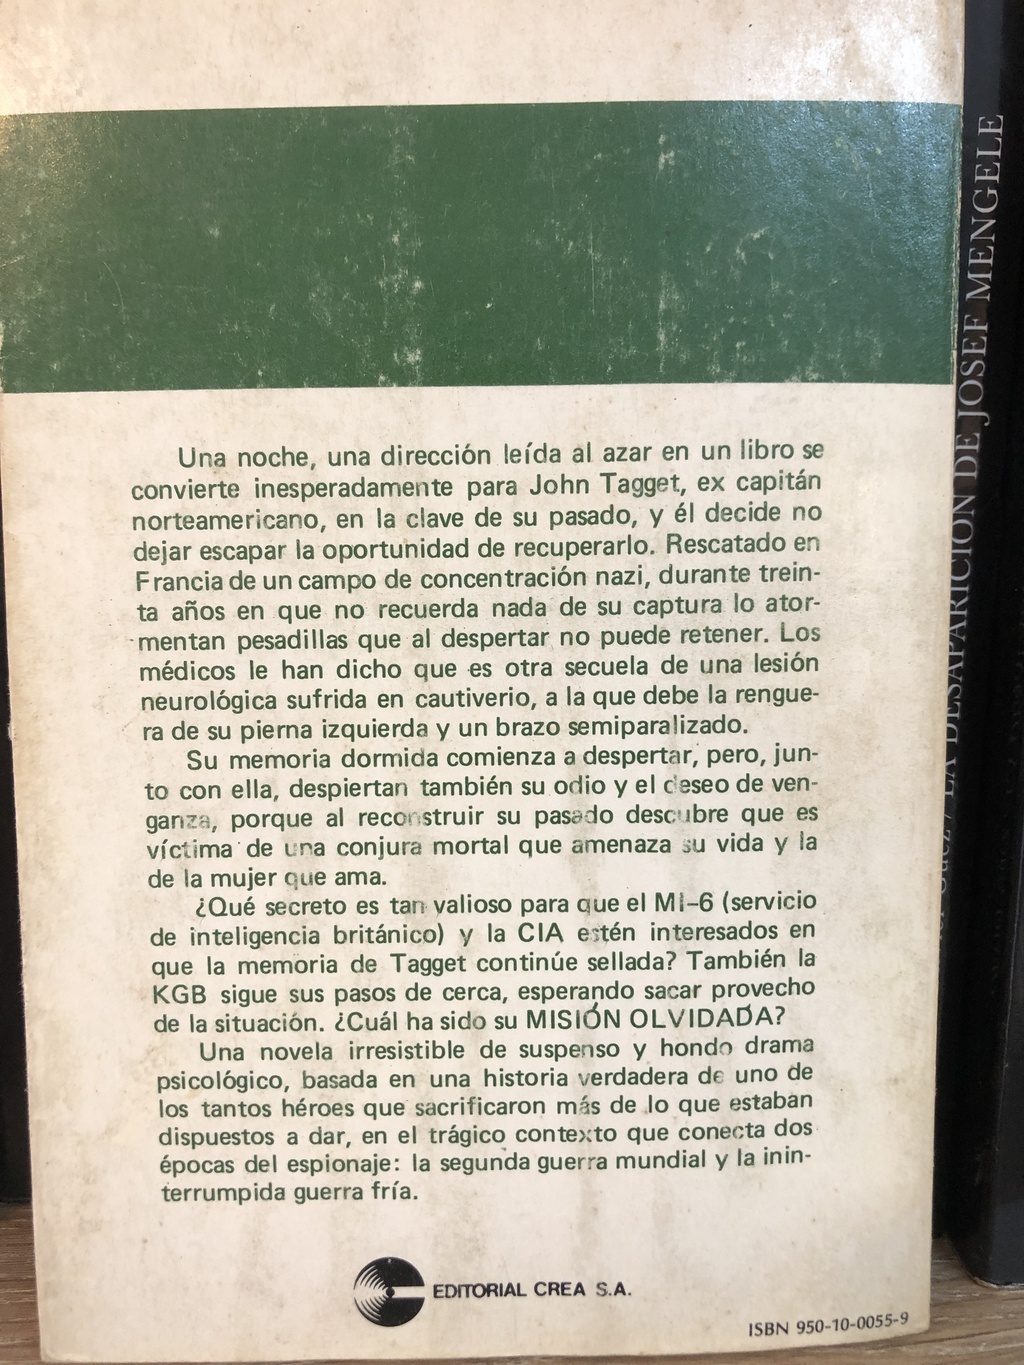 Una noche, una dirección leída al azar en un libro se
convierte inesperadamente para John Tagget, ex capitán
norteamericano, en la clave de su pasado, y él decide no
dejar escapar la oportunidad de recuperarlo. Rescatado en
Francia de un campo de concentración nazi, durante trein-
ta años en que no recuerda nada de su captura lo ator-
mentan pesadillas que al despertar no puede retener. Los
médicos le han dicho que es otra secuela de una lesión
neurológica sufrida en cautiverio, a la que debe la rengue-
ra de su pierna izquierda y un brazo semiparalizado.
Su memoria dormida comienza a despertar, pero, jun-
to con ella, despiertan también su odio y el deseo de ven-
ganza, porque al reconstruir su pasado descubre que es
víctima de una conjura mortal que amenaza su vida y la
de la mujer que ama.
¿Qué secreto es tan valioso para que el MI-6 (servicio
de inteligencia británico) y la CIA estén interesados en
que la memoria de Tagget continúe sellada? También la
KGB sigue sus pasos de cerca, esperando sacar provecho
de la situación. ¿Cuál ha sido su MISIÓN OLVIDADA?
Una novela irresistible de suspenso y hondo drama
psicológico, basada en una historia verdadera de uno de
los tantos héroes que sacrificaron más de lo que estaban
dispuestos a dar, en el trágico contexto que conecta dos
épocas del espionaje: la segunda guerra mundial y la inin-
terrumpida guerra fría.
EDITORIAL CREA S.A.
ISBN 950-10-0055-9
LA DESAPARICION DE JOSEF MENGELE